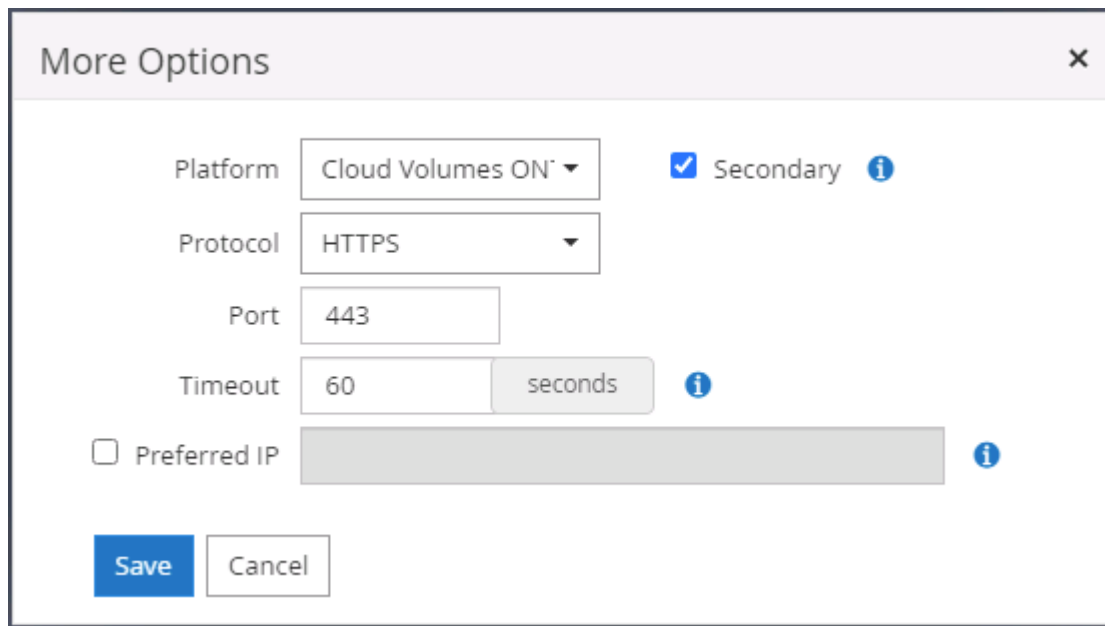 More Options ×
Platform Cloud Volumes ON Secondary
Protocol HTTPS
Port 443
Timeout 60 seconds
Preferred IP
Save Cancel